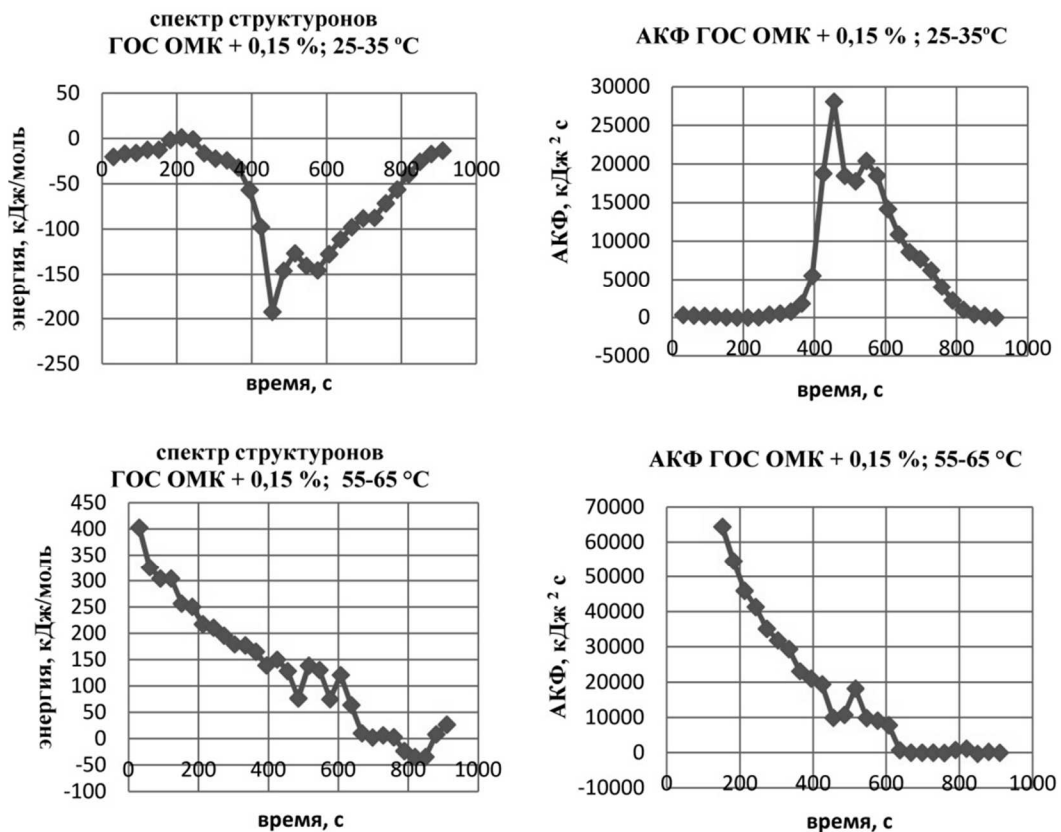 спектр структуронов
ГОС ОМК + 0,15 %; 25-35 ºC
энергия, кДж/моль
50
0
-50
-100
-150
-200
-250
0 200 400 600 800 1000
время, с
АКФ ГОС ОМК + 0,15 % ; 25-35ºC
АКФ, кДж ² с
30000
25000
20000
15000
10000
5000
0
-5000
0 200 400 600 800 1000
время, с
спектр структуронов
ГОС ОМК + 0,15 %; 55-65 °C
энергия, кДж/моль
450
400
350
300
250
200
150
100
50
0
-50
-100
0 200 400 600 800 1000
время, с
АКФ ГОС ОМК + 0,15 %; 55-65 °C
АКФ, кДж ² с
70000
60000
50000
40000
30000
20000
10000
0
-10000
0 200 400 600 800 1000
время, с